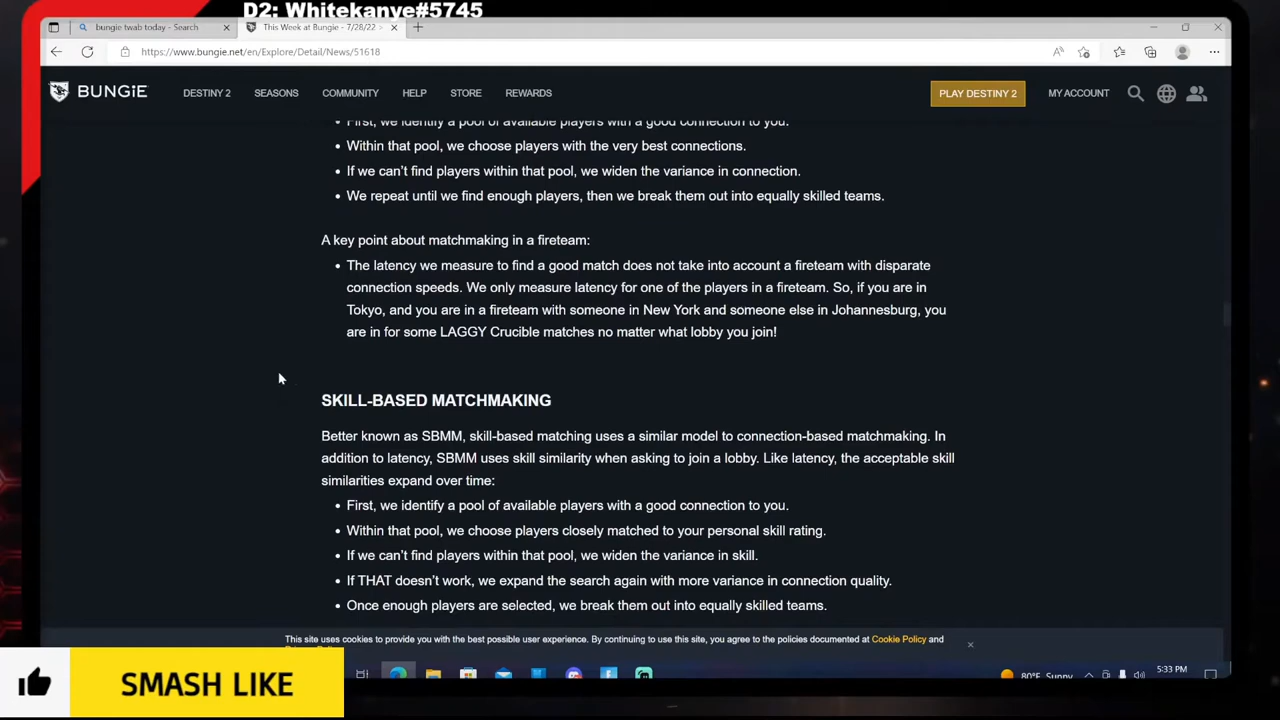 D2: Whitekanye#5745
bungie twab today - Search
This Week at Bungie - 7/28/22 >
https://www.bungie.net/en/Explore/Detail/News/51618
BUNGiE
DESTINY 2 SEASONS COMMUNITY HELP STORE REWARDS PLAY DESTINY 2 MY ACCOUNT
• First, we identify a pool of available players with a good connection to you.
• Within that pool, we choose players with the very best connections.
• If we can't find players within that pool, we widen the variance in connection.
• We repeat until we find enough players, then we break them out into equally skilled teams.
A key point about matchmaking in a fireteam:
• The latency we measure to find a good match does not take into account a fireteam with disparate
connection speeds. We only measure latency for one of the players in a fireteam. So, if you are in
Tokyo, and you are in a fireteam with someone in New York and someone else in Johannesburg, you
are in for some LAGGY Crucible matches no matter what lobby you join!
SKILL-BASED MATCHMAKING
Better known as SBMM, skill-based matching uses a similar model to connection-based matchmaking. In
addition to latency, SBMM uses skill similarity when asking to join a lobby. Like latency, the acceptable skill
similarities expand over time:
• First, we identify a pool of available players with a good connection to you.
• Within that pool, we choose players closely matched to your personal skill rating.
• If we can't find players within that pool, we widen the variance in skill.
• If THAT doesn't work, we expand the search again with more variance in connection quality.
• Once enough players are selected, we break them out into equally skilled teams.
This site uses cookies to provide you with the best possible user experience. By continuing to use this site, you agree to the policies documented at Cookie Policy and
80°F Sunny
5:33 PM
SMASH LIKE